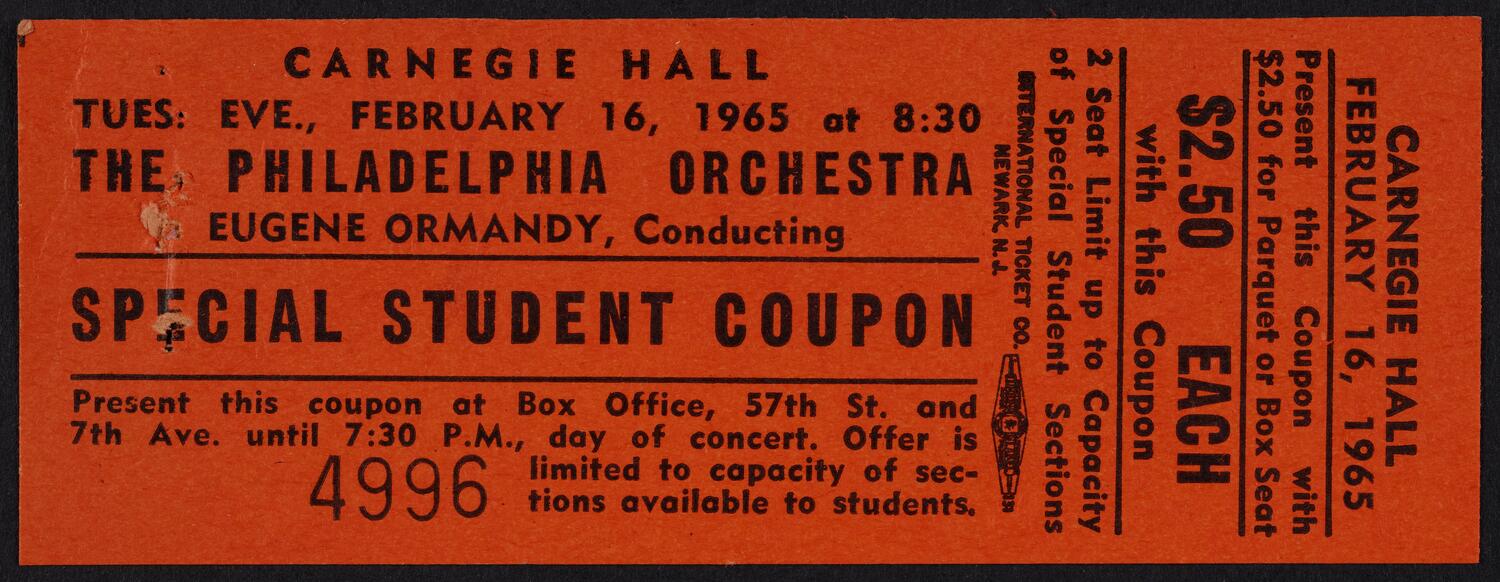 CARNEGIE HALL
TUES. EVE., FEBRUARY 16, 1965 at 8:30
THE PHILADELPHIA ORCHESTRA
EUGENE ORMANDY, Conducting
SPECIAL STUDENT COUPON
Present this coupon at Box Office, 57th St. and
7th Ave. until 7:30 P.M., day of concert. Offer is
limited to capacity of sec-
tions available to students.
4996
CARNEGIE HALL
FEBRUARY 16, 1965
Present this Coupon with
$2.50 for Parquet or Box Seat
$2.50 EACH
with this Coupon
2 Seat Limit up to Capacity
of Special Student Sections
INTERNATIONAL TICKET CO.
NEWARK, N.J.